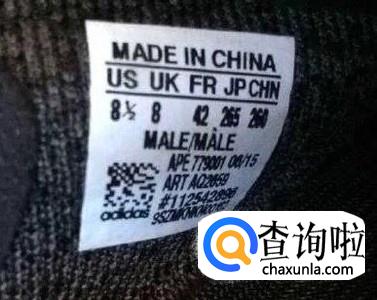 MADE IN CHINA
US UK FR JP CHN
8½ 8 42 265 260
MALE/MÂLE
APE 779001 08/15
ART AQ2659
#112542896
adidas
查询啦
chaxunla.com